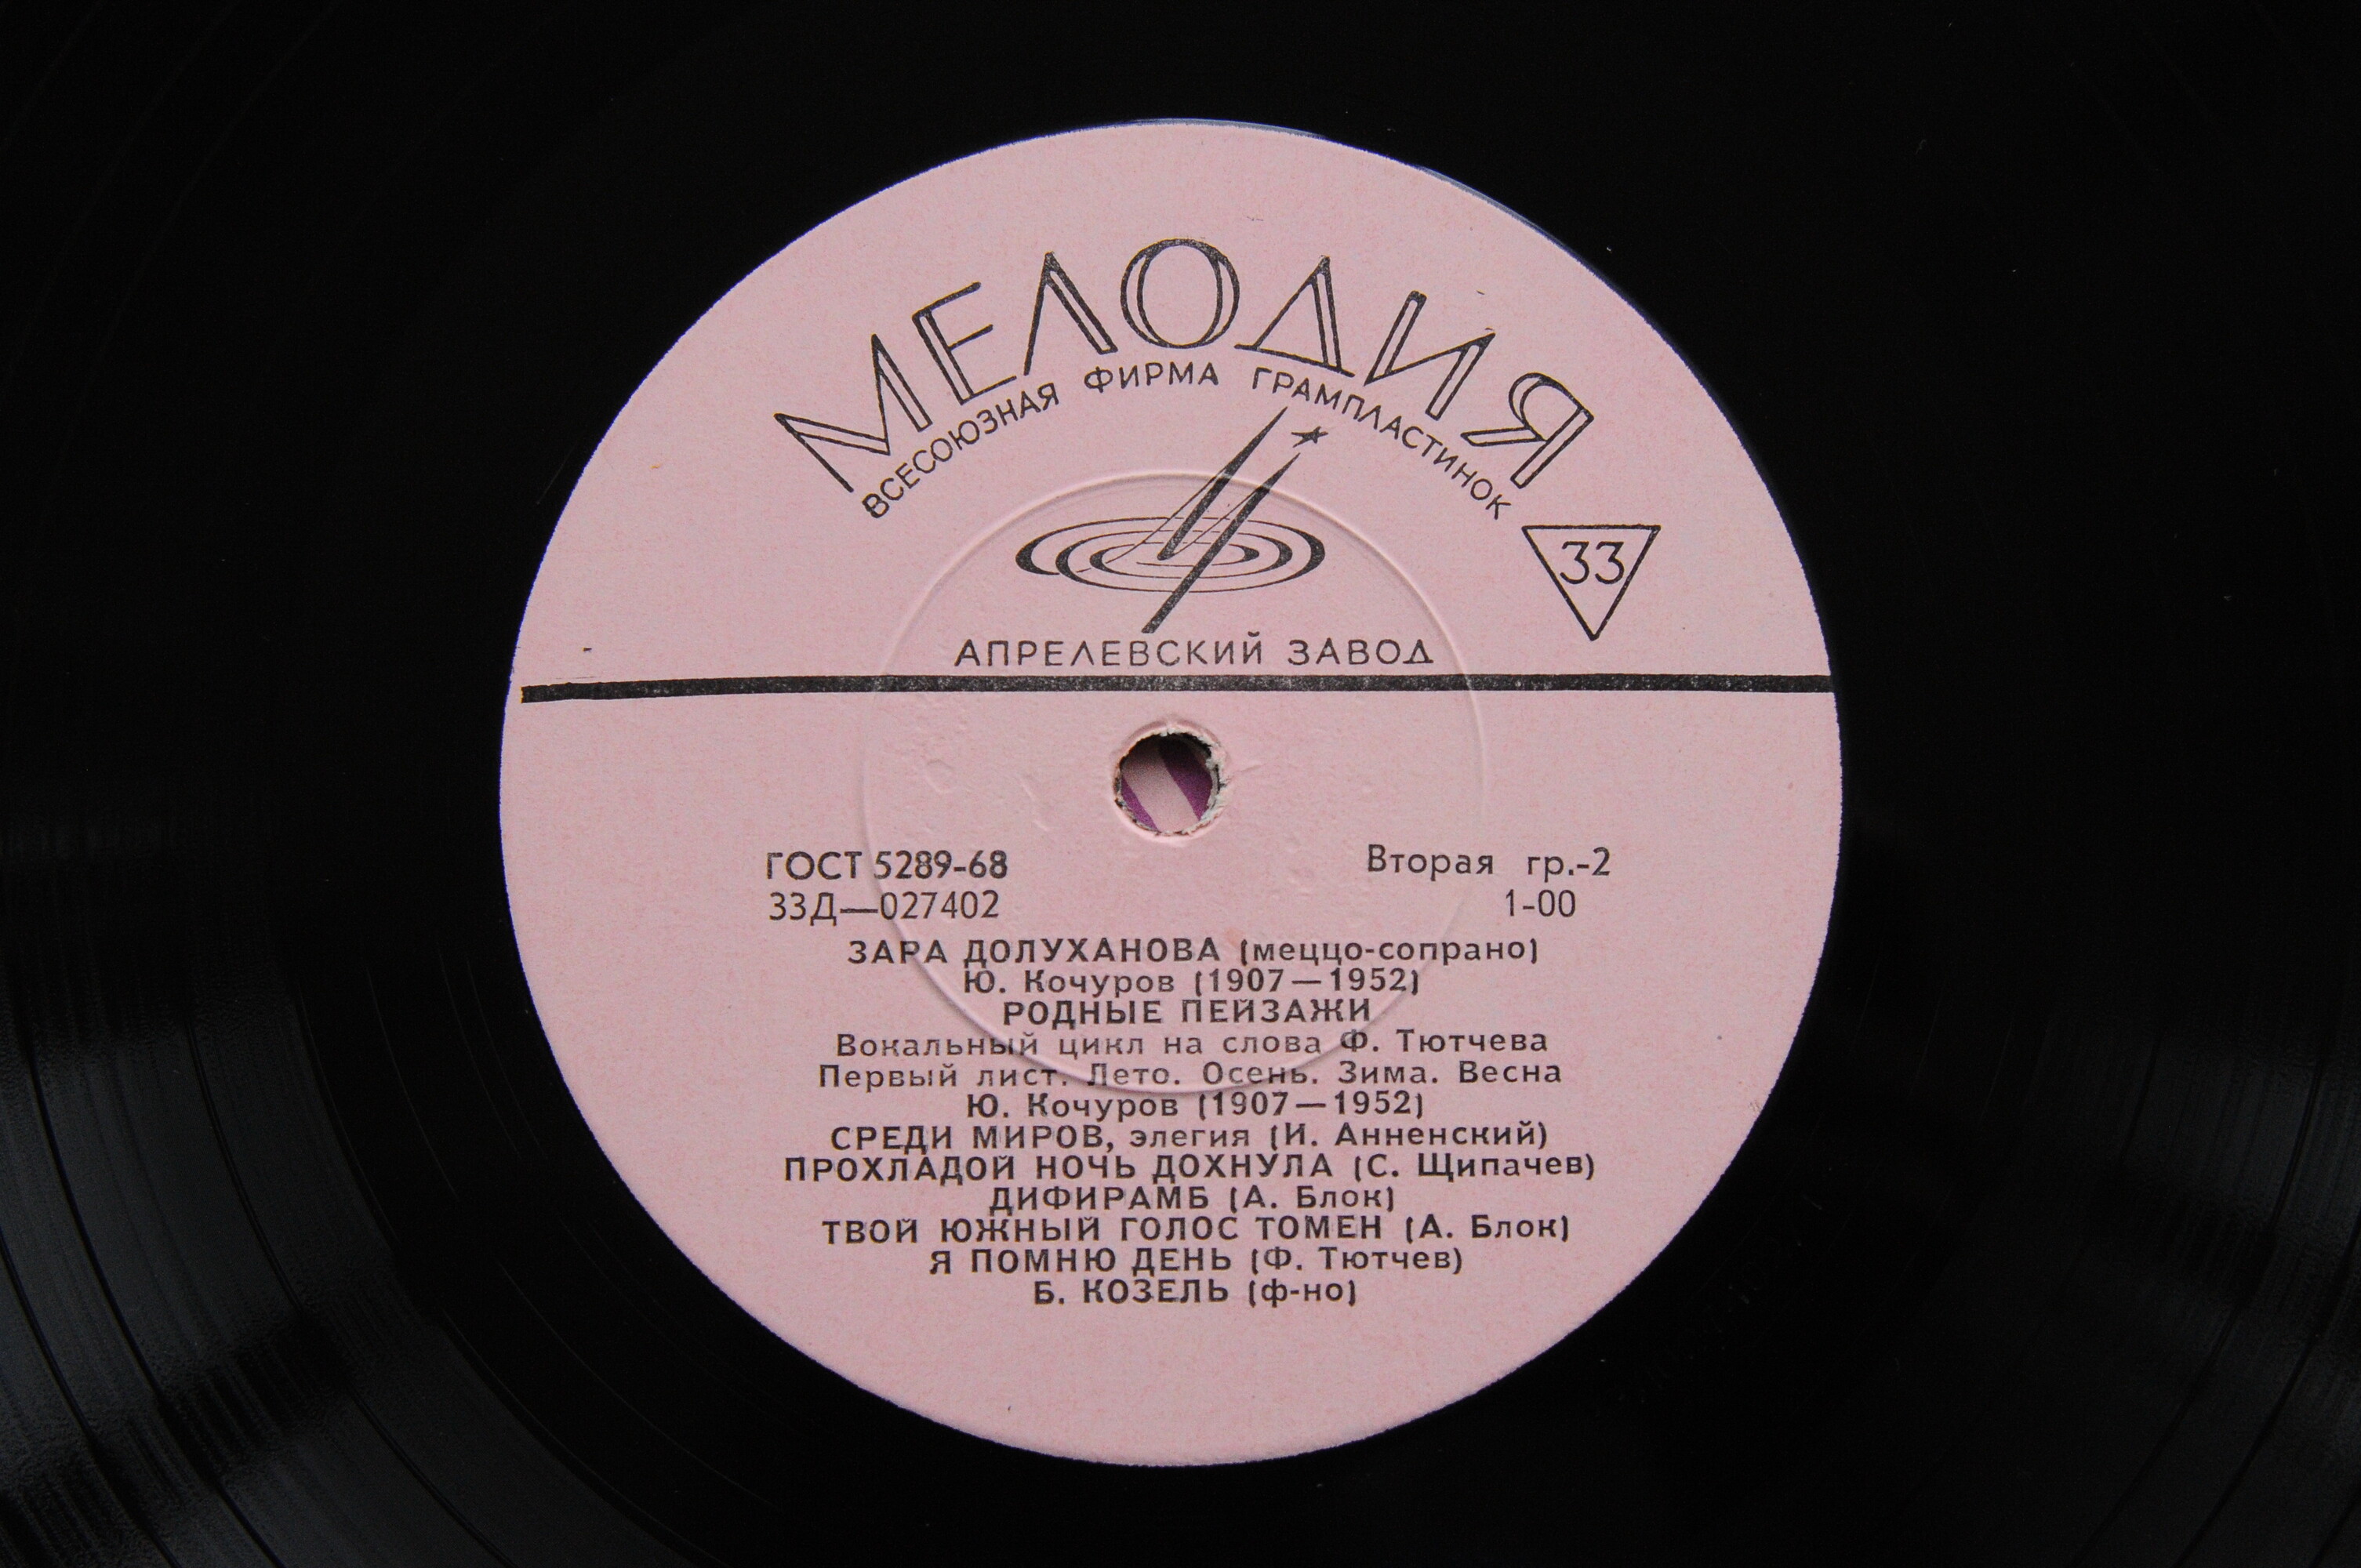 МЕЛОДИЯ
ВСЕСОЮЗНАЯ ФИРМА ГРАМПЛАСТИНОК
33
АПРЕЛЕВСКИЙ ЗАВОД
ГОСТ 5289-68
Вторая гр.-2
33Д—027402
1-00
ЗАРА ДОЛУХАНОВА (меццо-сопрано)
Ю. Кочуров (1907—1952)
РОДНЫЕ ПЕЙЗАЖИ
Вокальный цикл на слова Ф. Тютчева
Первый лист. Лето. Осень. Зима. Весна
Ю. Кочуров (1907—1952)
СРЕДИ МИРОВ, элегия (И. Анненский)
ПРОХЛАДОЙ НОЧЬ ДОХНУЛА (С. Щипачев)
ДИФИРАМБ (А. Блок)
ТВОЙ ЮЖНЫЙ ГОЛОС ТОМЕН (А. Блок)
Я ПОМНЮ ДЕНЬ (Ф. Тютчев)
Б. КОЗЕЛЬ (ф-но)